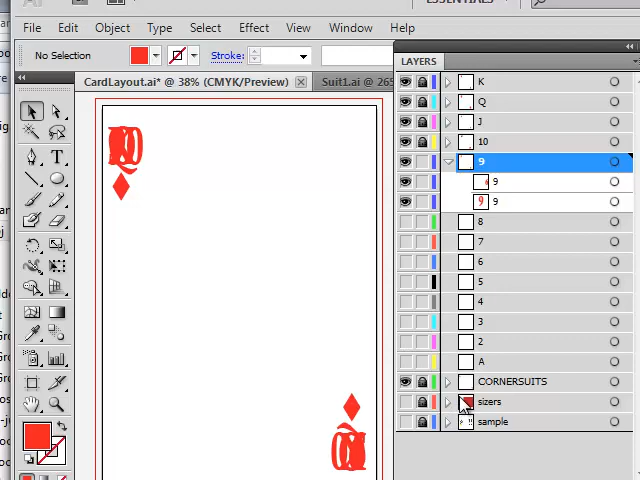 ESSENTIALS
File Edit Object Type Select Effect View Window Help
No Selection Stroke:
LAYERS
CardLayout.ai* @ 38% (CMYK/Preview) Suit1.ai @ 265
K
Q
J
10
9
9
9
8
7
6
5
4
3
2
A
CORNERSUITS
sizers
sample